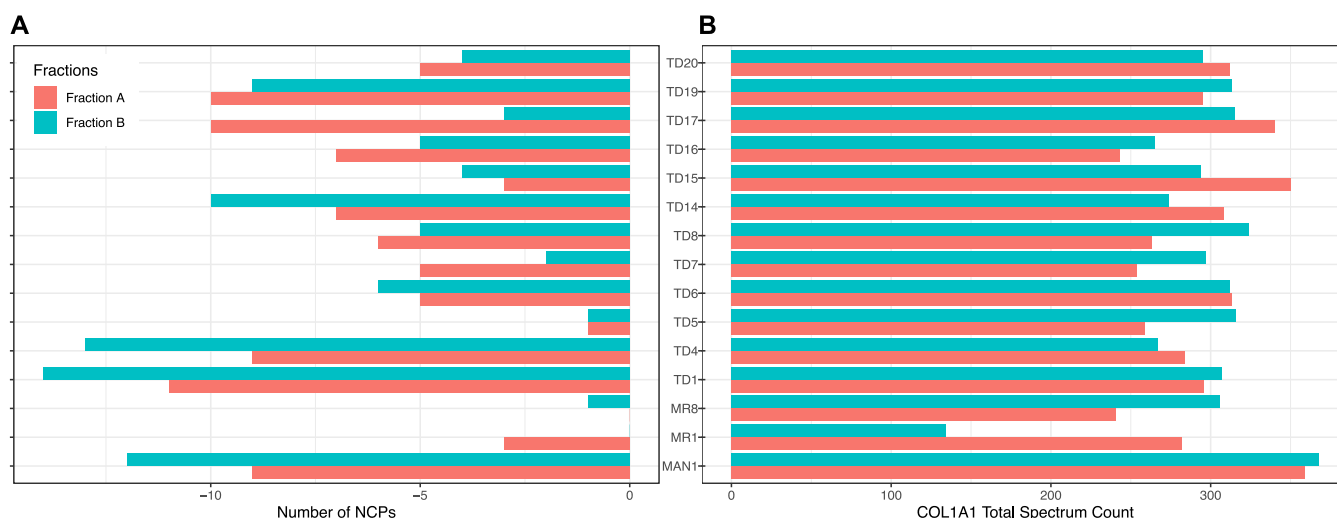 A
B
Fractions
Fraction A
Fraction B
TD20
TD19
TD17
TD16
TD15
TD14
TD8
TD7
TD6
TD5
TD4
TD1
MR8
MR1
MAN1
−10 −5 0
0 100 200 300
Number of NCPs
COL1A1 Total Spectrum Count